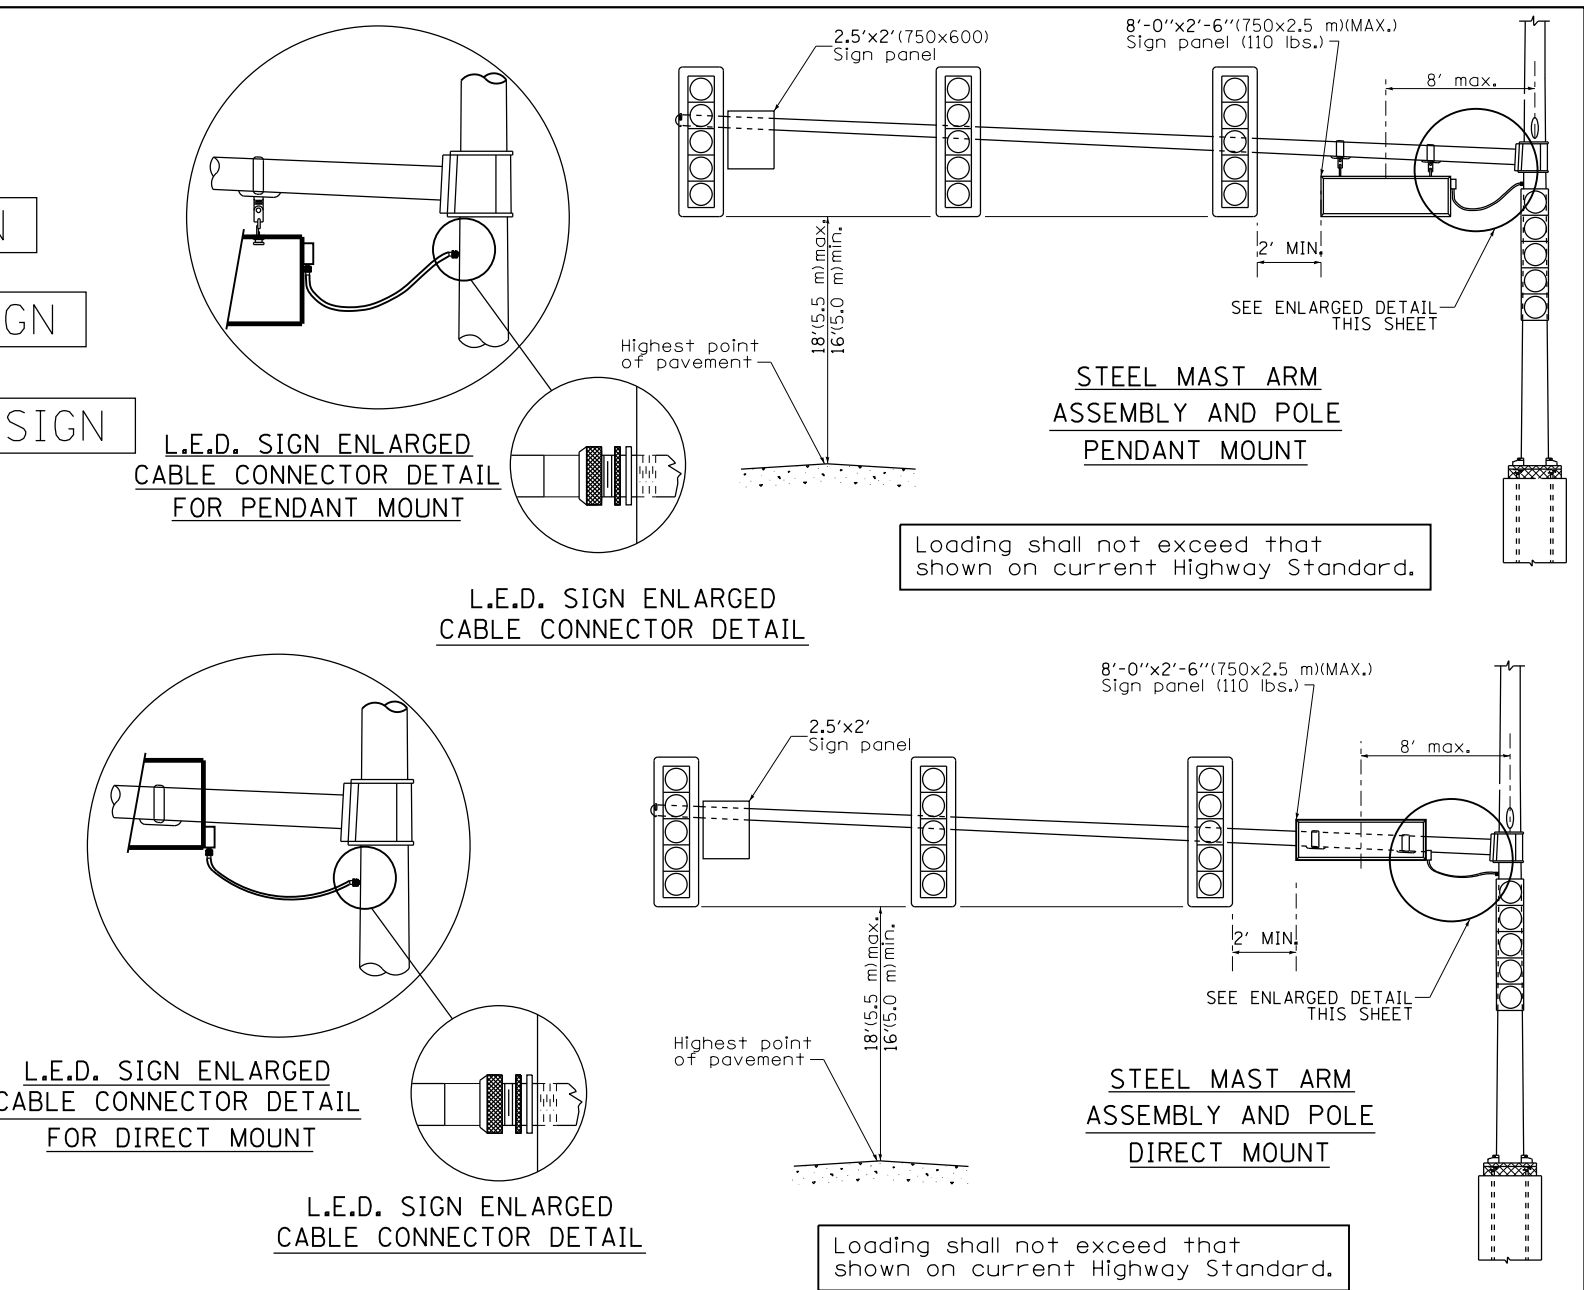 2.5'x2'(750x600)
Sign panel
8'-0''x2'-6''(750x2.5 m)(MAX.)
Sign panel (110 lbs.)
8' max.
N
GN
SIGN
2' MIN.
18'(5.5 m)max.
16'(5.0 m)min.
SEE ENLARGED DETAIL
THIS SHEET
Highest point
of pavement
STEEL MAST ARM
ASSEMBLY AND POLE
PENDANT MOUNT
L.E.D. SIGN ENLARGED
CABLE CONNECTOR DETAIL
FOR PENDANT MOUNT
Loading shall not exceed that
shown on current Highway Standard.
L.E.D. SIGN ENLARGED
CABLE CONNECTOR DETAIL
8'-0''x2'-6''(750x2.5 m)(MAX.)
Sign panel (110 lbs.)
2.5'x2'
Sign panel
8' max.
2' MIN.
18'(5.5 m)max.
16'(5.0 m)min.
SEE ENLARGED DETAIL
THIS SHEET
Highest point
of pavement
L.E.D. SIGN ENLARGED
CABLE CONNECTOR DETAIL
FOR DIRECT MOUNT
STEEL MAST ARM
ASSEMBLY AND POLE
DIRECT MOUNT
L.E.D. SIGN ENLARGED
CABLE CONNECTOR DETAIL
Loading shall not exceed that
shown on current Highway Standard.